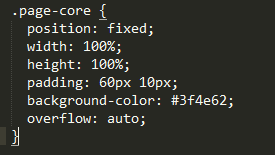 .page-core {
  position: fixed;
  width: 100%;
  height: 100%;
  padding: 60px 10px;
  background-color: #3f4e62;
  overflow: auto;
}